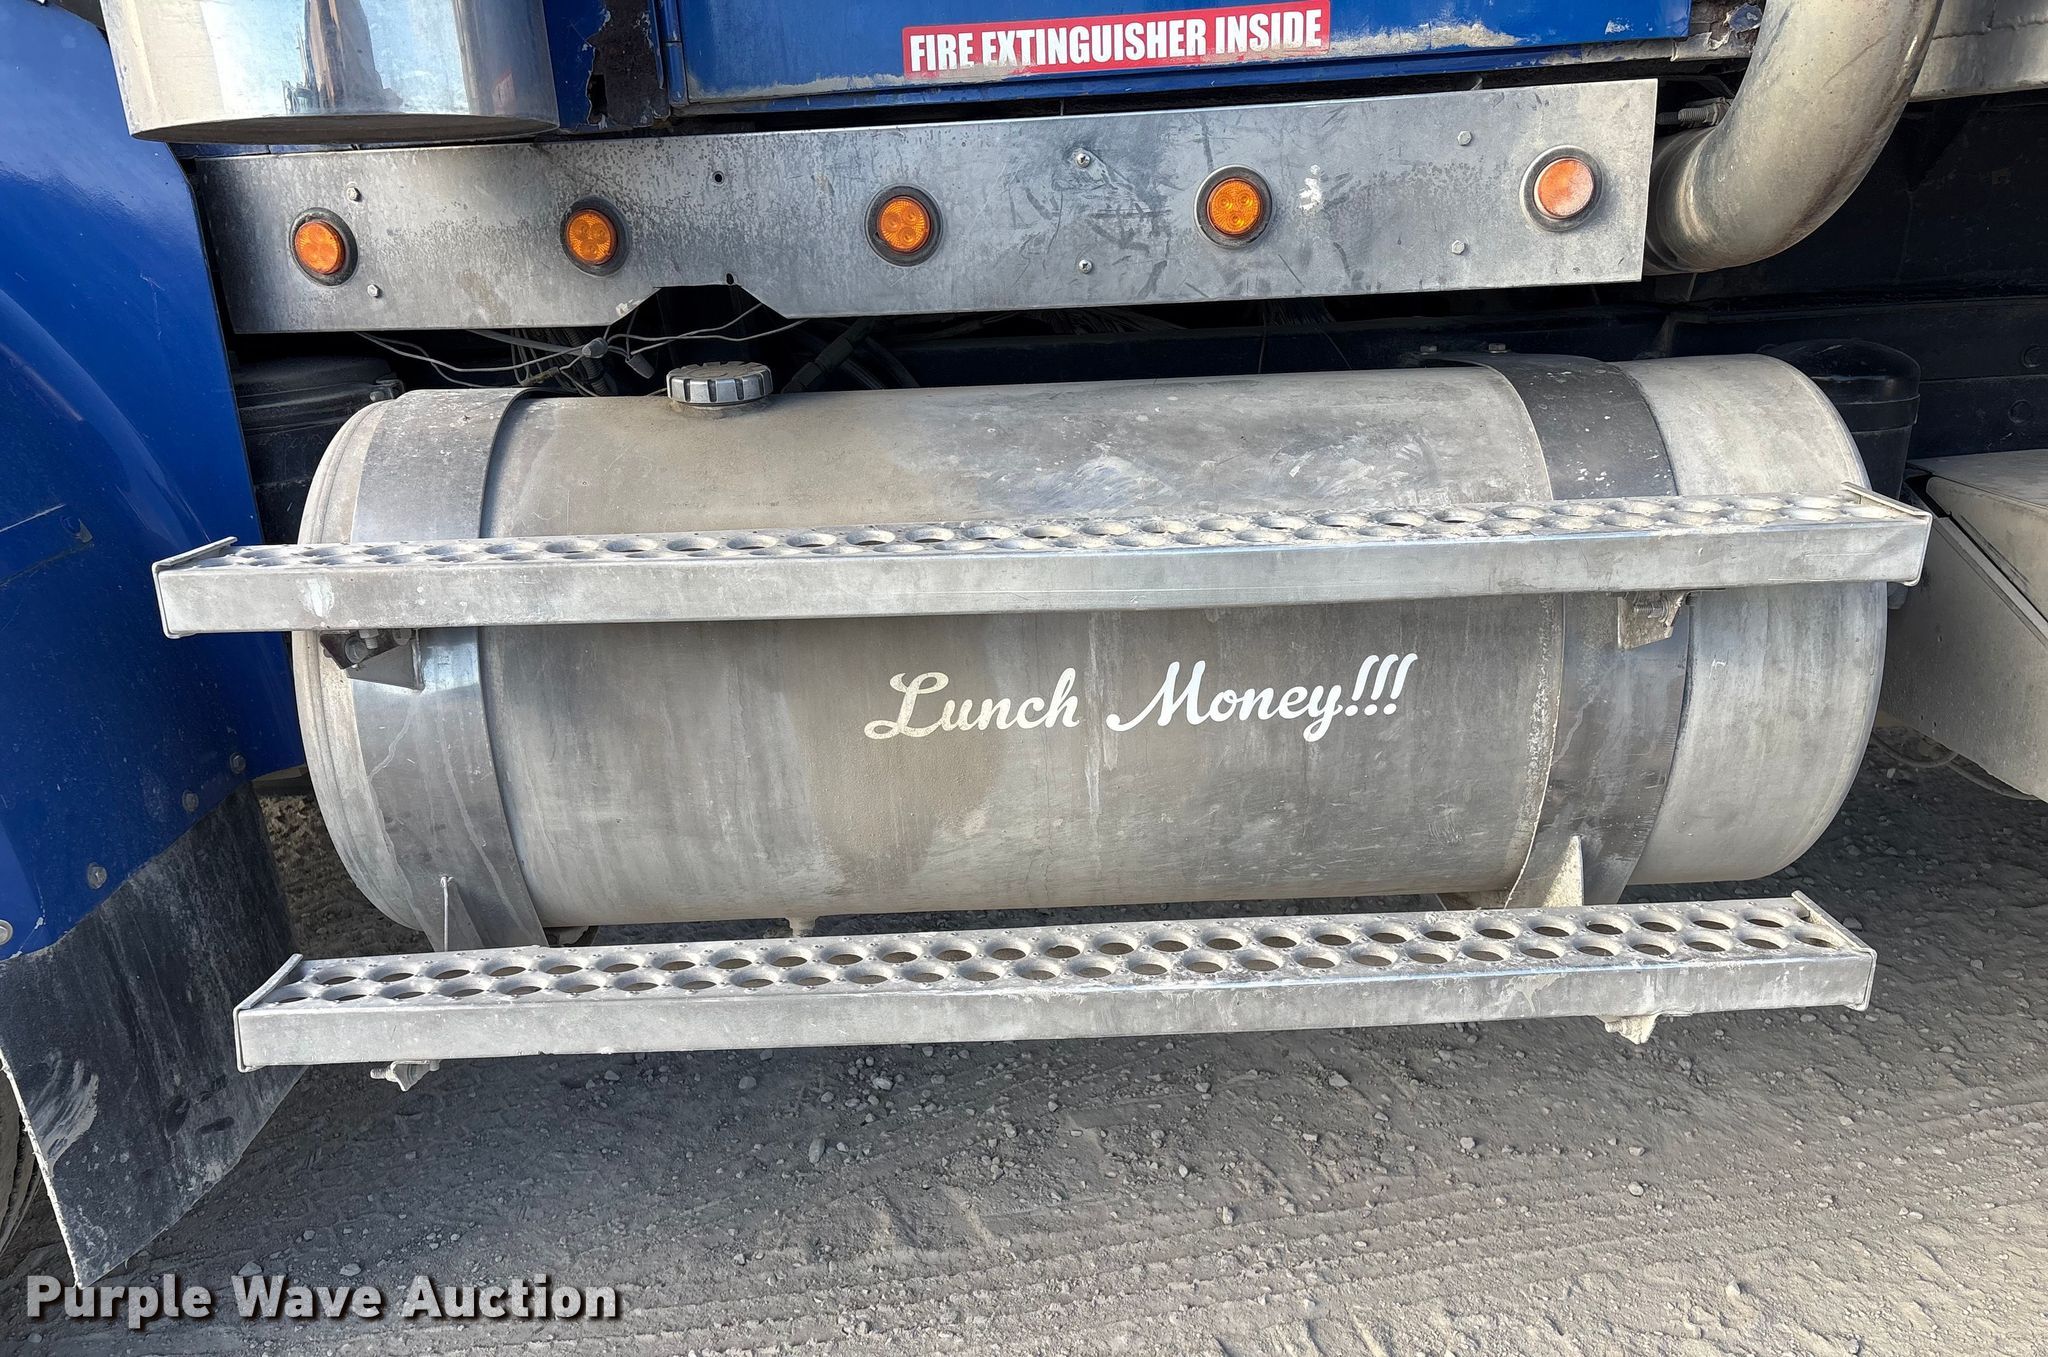 FIRE EXTINGUISHER INSIDE
Lunch Money!!!
Purple Wave Auction